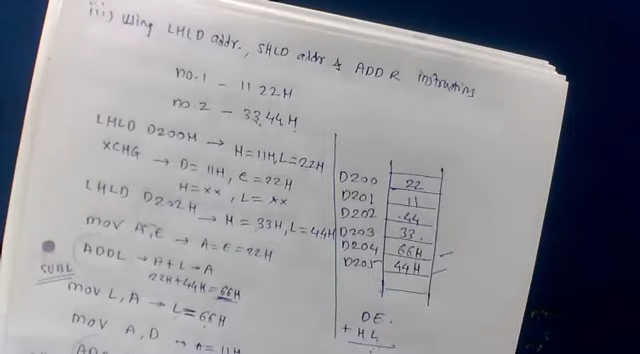 iii) Using LHLD addr., SHLD addr & ADD R instructions
no. 1 - 1122H
no 2 - 3344H
LHLD D200H → H=11H, L=22H
XCHG → D=11H, E=22H
H=xx, L=xx
LHLD D202H → H=33H, L=44H
MOV A, E → A=E=22H
ADDL → A+L→A
22H+44H=66H
SUBL
MOV L, A → L=66H
MOV A, D → A=11H
D200 22
D201 11
D202 44
D203 33
D204 66H
D205 44H
DE.
+ HL